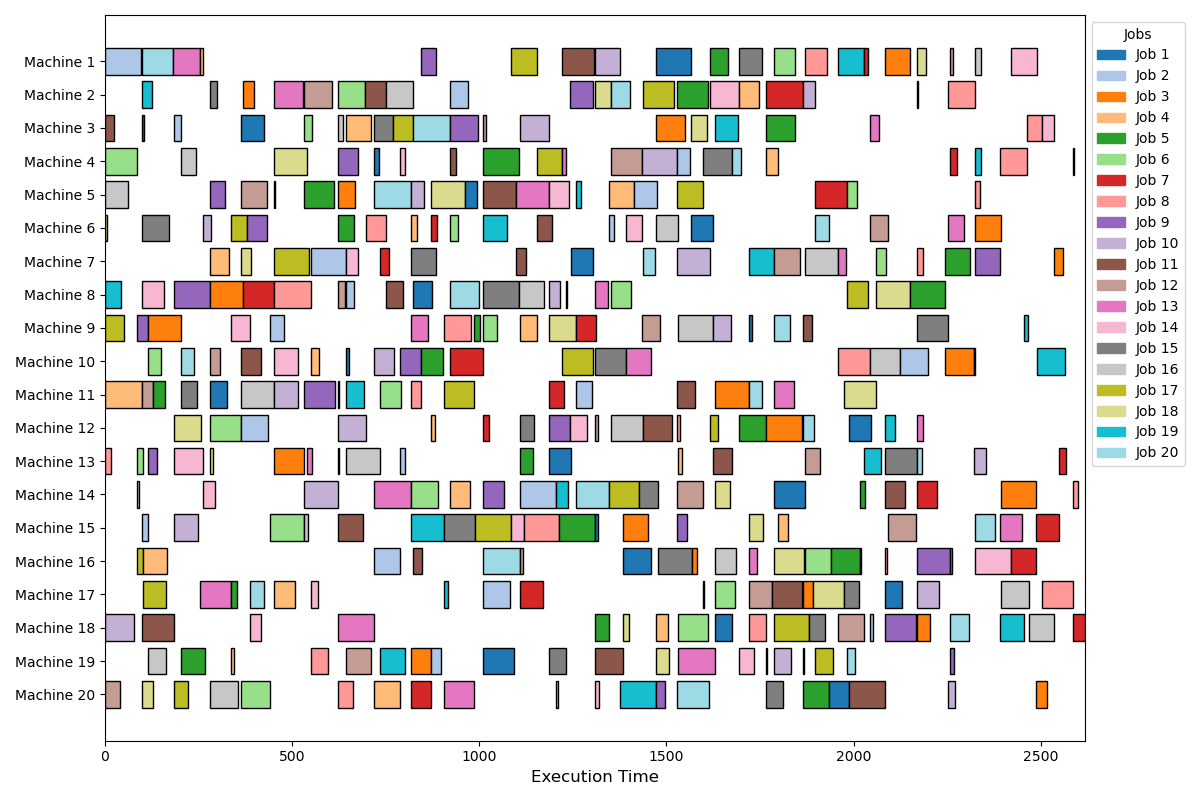 Machine 1
Machine 2
Machine 3
Machine 4
Machine 5
Machine 6
Machine 7
Machine 8
Machine 9
Machine 10
Machine 11
Machine 12
Machine 13
Machine 14
Machine 15
Machine 16
Machine 17
Machine 18
Machine 19
Machine 20
0 500 1000 1500 2000 2500
Execution Time
Jobs
Job 1
Job 2
Job 3
Job 4
Job 5
Job 6
Job 7
Job 8
Job 9
Job 10
Job 11
Job 12
Job 13
Job 14
Job 15
Job 16
Job 17
Job 18
Job 19
Job 20